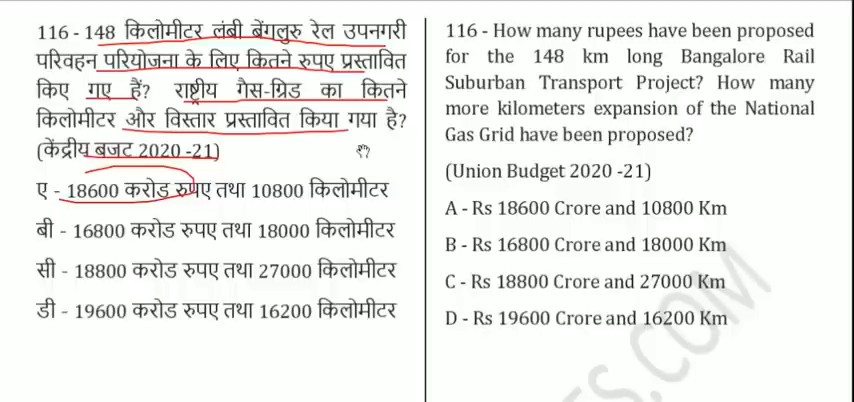 116 - 148 किलोमीटर लंबी बेंगलुरु रेल उपनगरी
परिवहन परियोजना के लिए कितने रुपए प्रस्तावित
किए गए हैं? राष्ट्रीय गैस-ग्रिड का कितने
किलोमीटर और विस्तार प्रस्तावित किया गया है?
(केंद्रीय बजट 2020 -21)
ए - 18600 करोड रुपए तथा 10800 किलोमीटर
बी - 16800 करोड रुपए तथा 18000 किलोमीटर
सी - 18800 करोड रुपए तथा 27000 किलोमीटर
डी - 19600 करोड रुपए तथा 16200 किलोमीटर
116 - How many rupees have been proposed
for the 148 km long Bangalore Rail
Suburban Transport Project? How many
more kilometers expansion of the National
Gas Grid have been proposed?
(Union Budget 2020 -21)
A - Rs 18600 Crore and 10800 Km
B - Rs 16800 Crore and 18000 Km
C - Rs 18800 Crore and 27000 Km
D - Rs 19600 Crore and 16200 Km